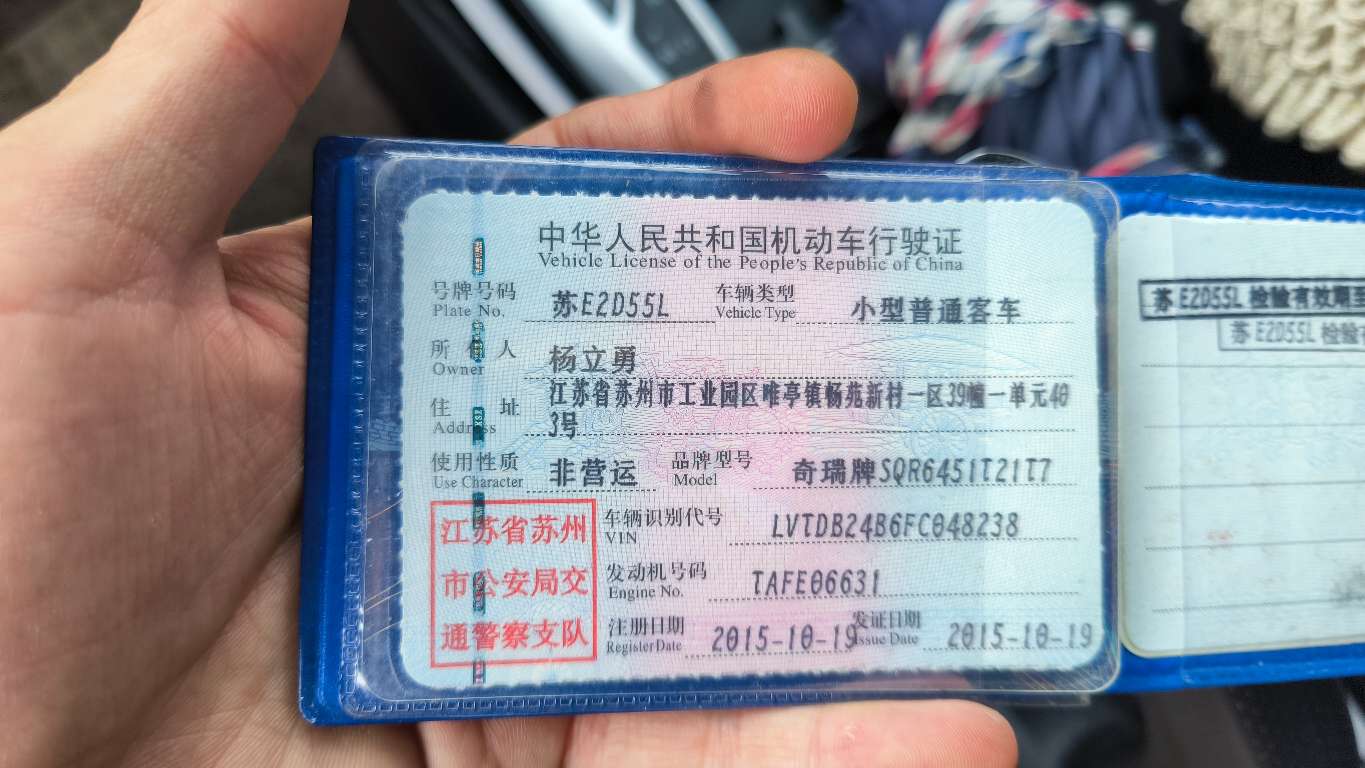 中华人民共和国机动车行驶证
Vehicle License of the People's Republic of China
号牌号码 苏E2D55L 车辆类型 小型普通客车
Plate No. Vehicle Type
所有人 杨立勇
Owner
住址 江苏省苏州市工业园区唯亭镇畅苑新村一区39幢一单元40
Address 3号
使用性质 非营运 品牌型号 奇瑞牌SQR6451T21T7
Use Character Model
江苏省苏州
市公安局交
通警察支队
车辆识别代号 LVTDB24B6FC048238
VIN
发动机号码 TAFE06631
Engine No.
注册日期 2015-10-19 发证日期 2015-10-19
Register Date Issue Date
苏E2D55L 检验有效期至
苏E2D55L 检验